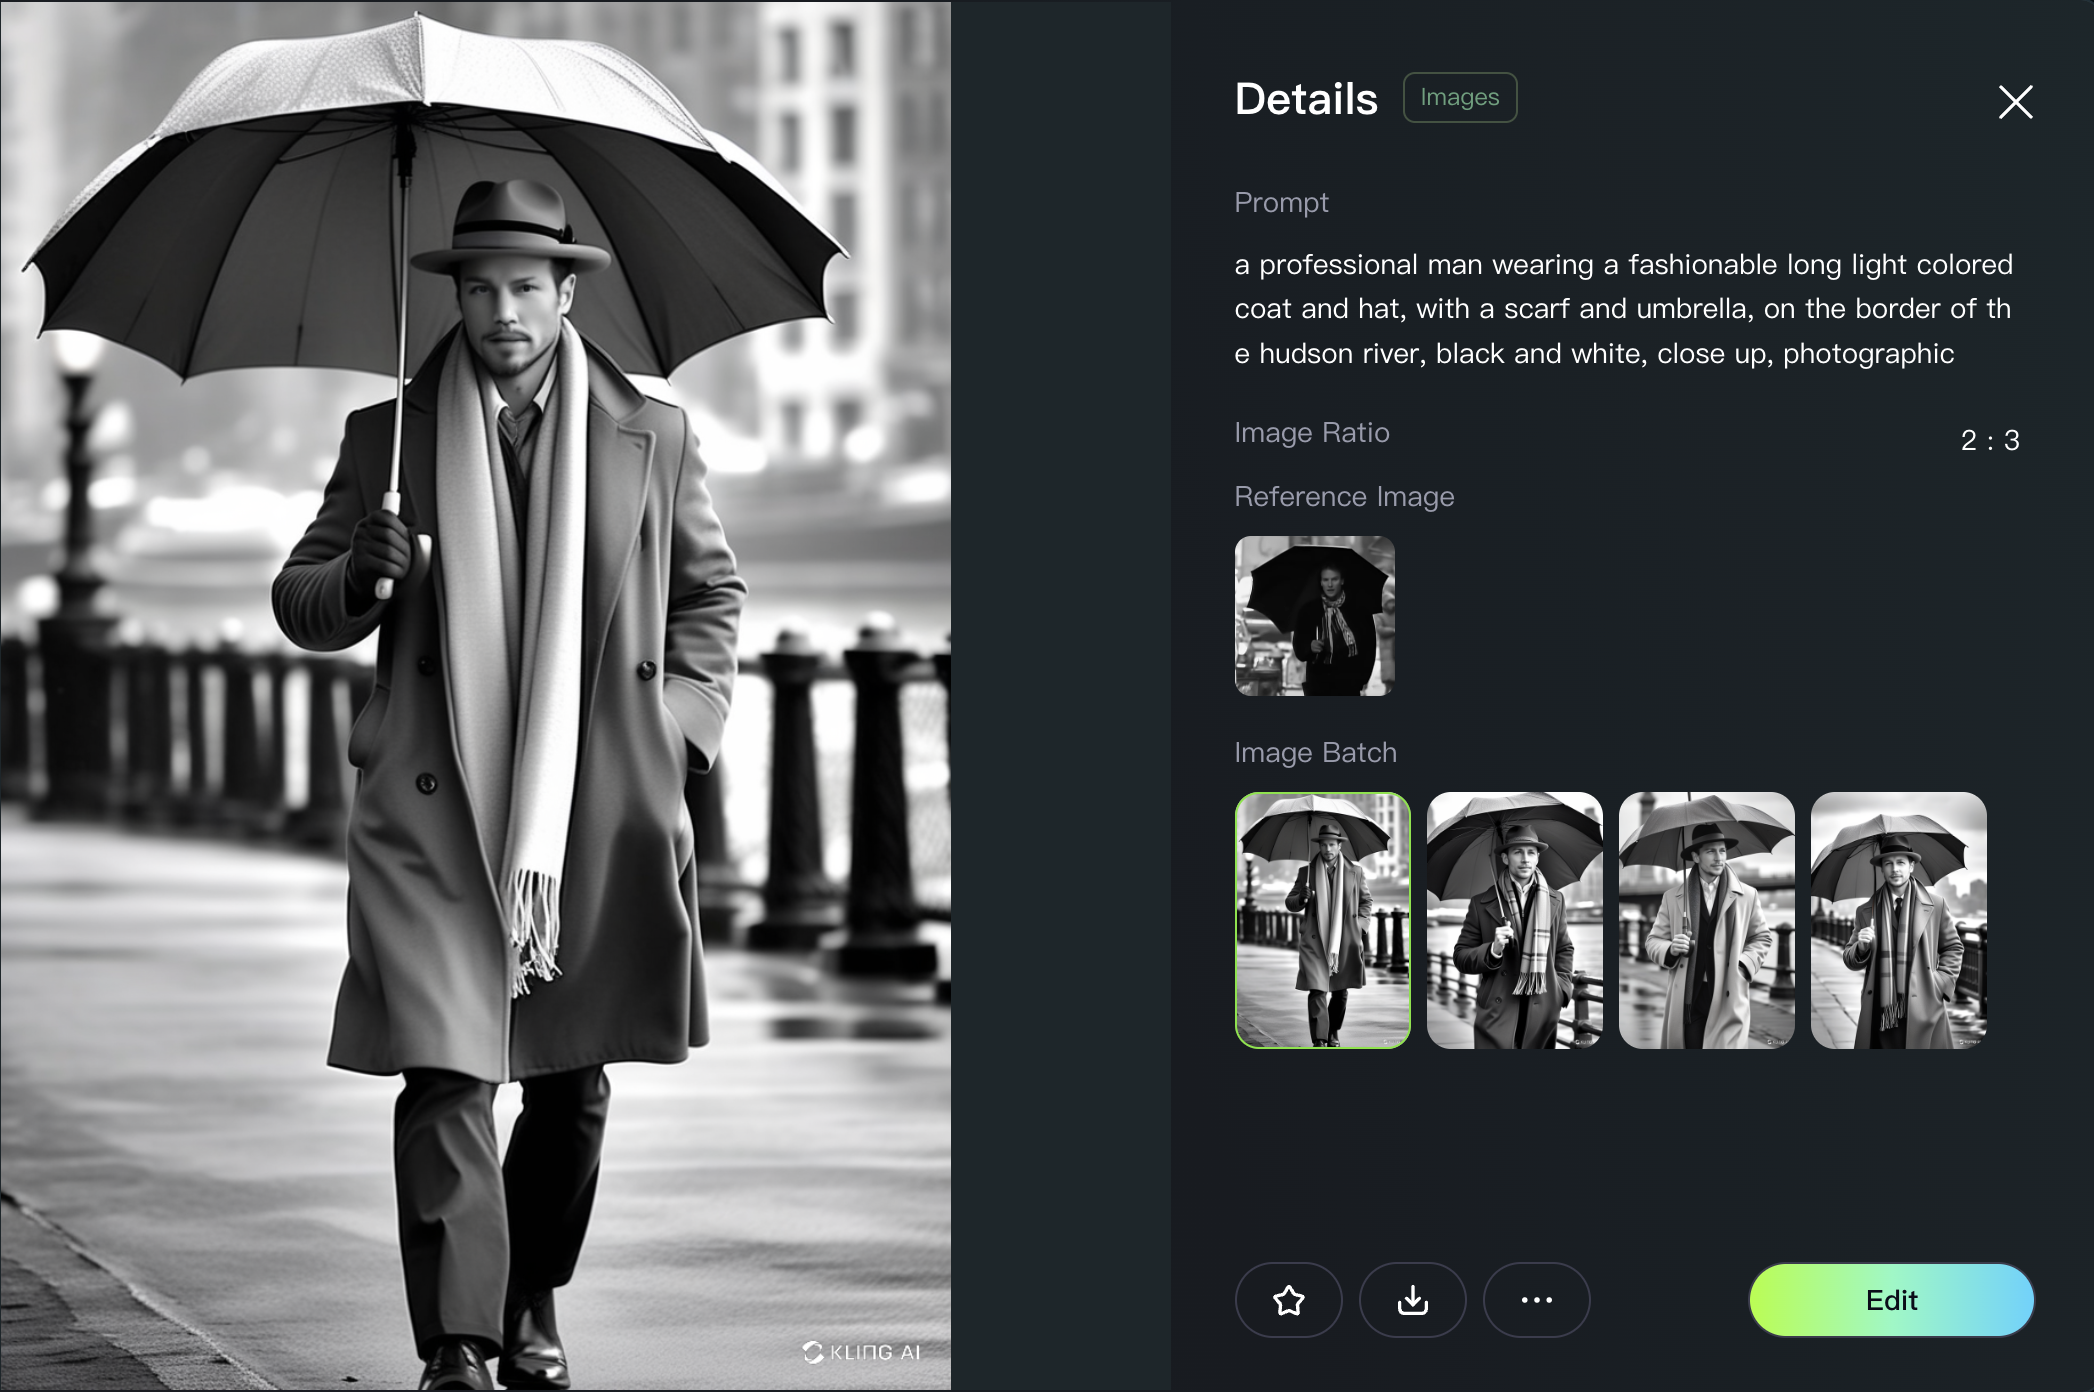 Details
Images
Prompt
a professional man wearing a fashionable long light colored
coat and hat, with a scarf and umbrella, on the border of th
e hudson river, black and white, close up, photographic
Image Ratio
2 : 3
Reference Image
Image Batch
Edit
KLING AI